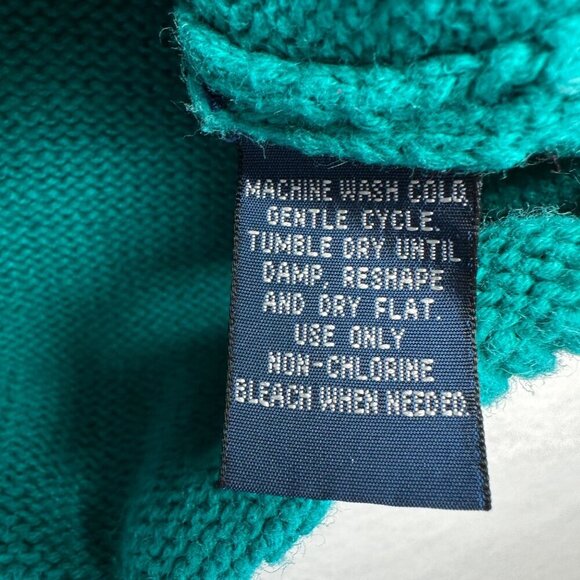 MACHINE WASH COLD.
GENTLE CYCLE.
TUMBLE DRY UNTIL
DAMP, RESHAPE
AND DRY FLAT.
USE ONLY
NON-CHLORINE
BLEACH WHEN NEEDED.